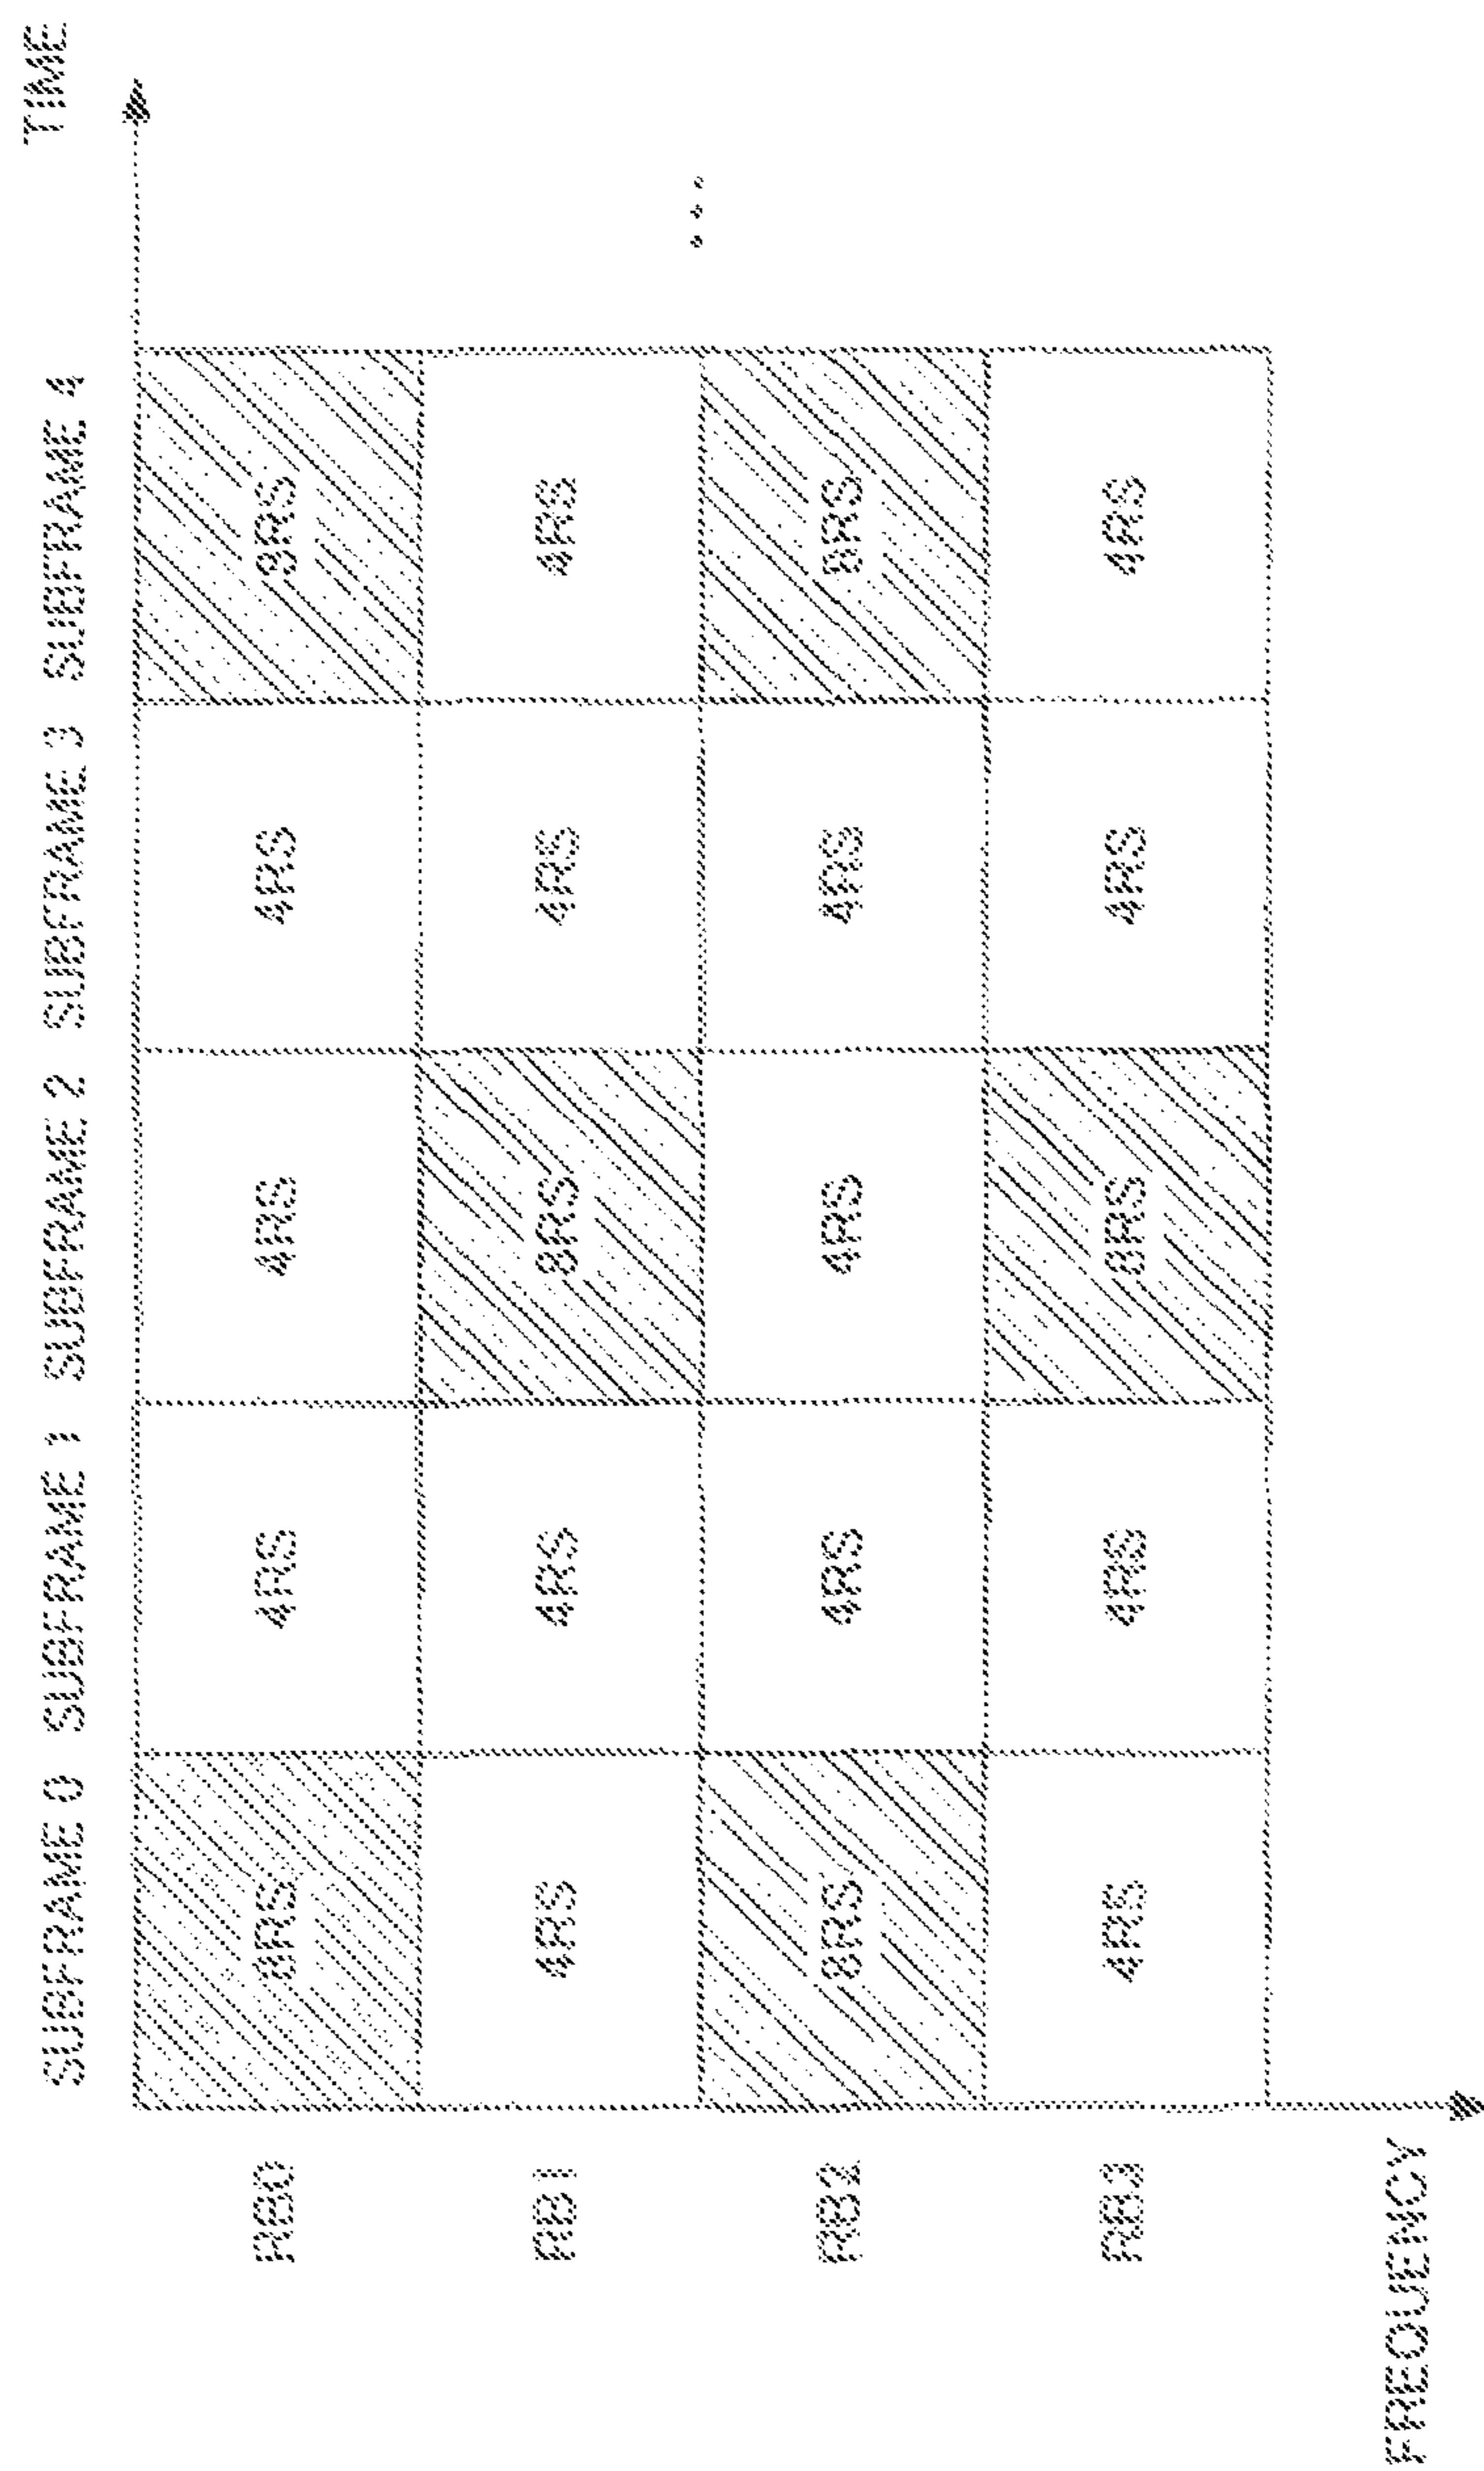 TIME
SUBFRAME 0 SUBFRAME 1 SUBFRAME 2 SUBFRAME 3 SUBFRAME 4
RB0 8RS 4RS 4RS 4RS 8RS
RB1 4RS 4RS 8RS 4RS 4RS
...
RB2 8RS 4RS 4RS 4RS 8RS
RB3 4RS 4RS 8RS 4RS 4RS
FREQUENCY